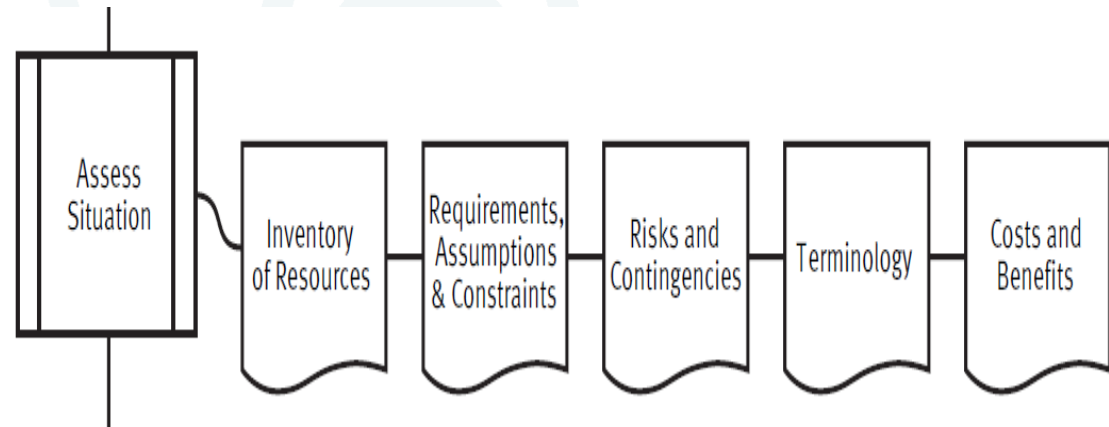 Assess
Situation
Inventory
of Resources
Requirements,
Assumptions
& Constraints
Risks and
Contingencies
Terminology
Costs and
Benefits